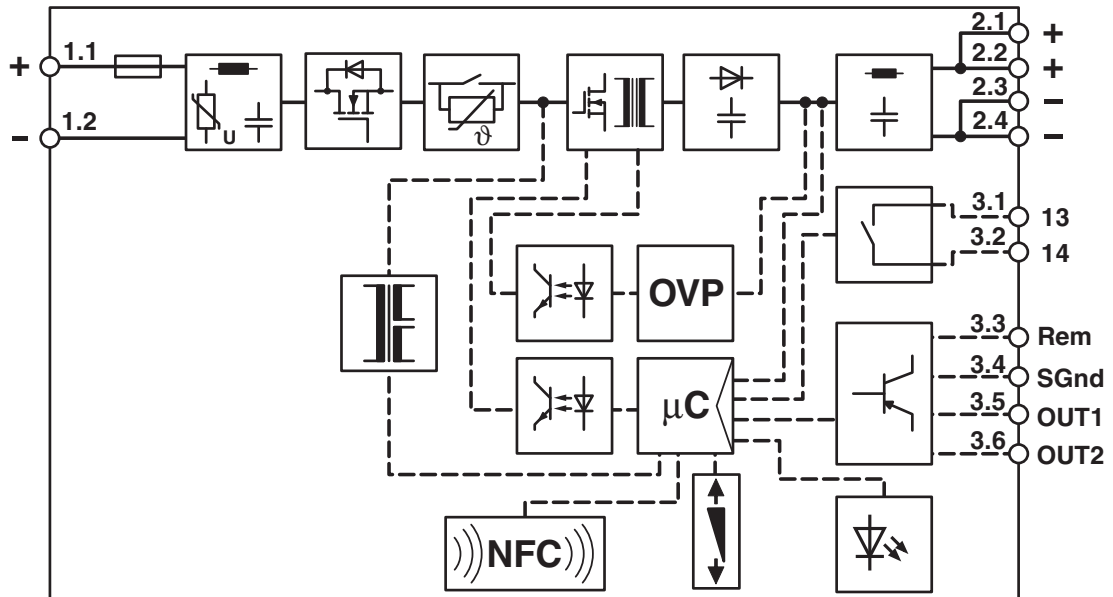 + 1.1
− 1.2
U
ϑ
2.1 +
2.2 +
2.3 −
2.4 −
3.1 13
3.2 14
OVP
3.3 Rem
3.4 SGnd
3.5 OUT1
3.6 OUT2
μC
NFC